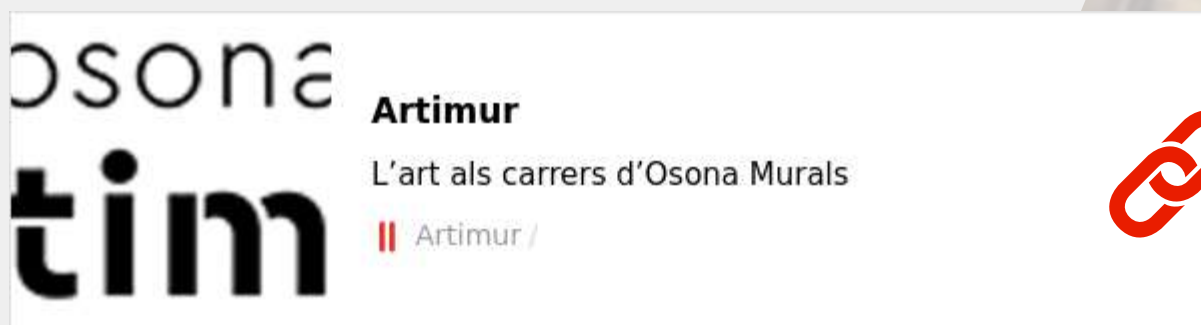 osona
tim
Artimur
L’art als carrers d’Osona Murals
Artimur /